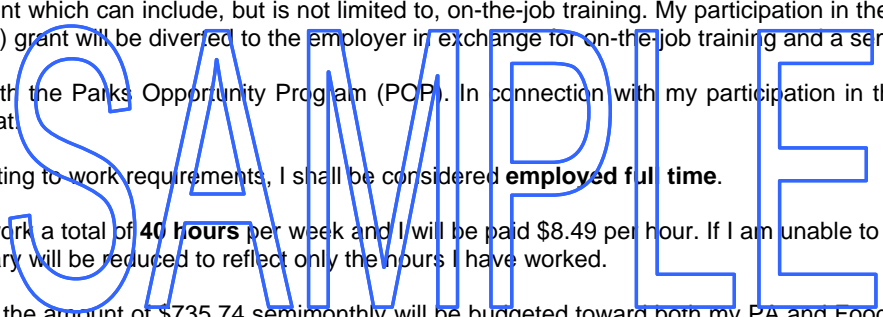 nt which can include, but is not limited to, on-the-job training. My participation in the
) grant will be diverted to the employer in exchange for on-the-job training and a ser
th the Parks Opportunity Program (POP). In connection with my participation in th
at:
ting to work requirements, I shall be considered employed full time.
ork a total of 40 hours per week and I will be paid $8.49 per hour. If I am unable to
ary will be reduced to reflect only the hours I have worked.
the amount of $735.74 semimonthly will be budgeted toward both my PA and Food
SAMPLE